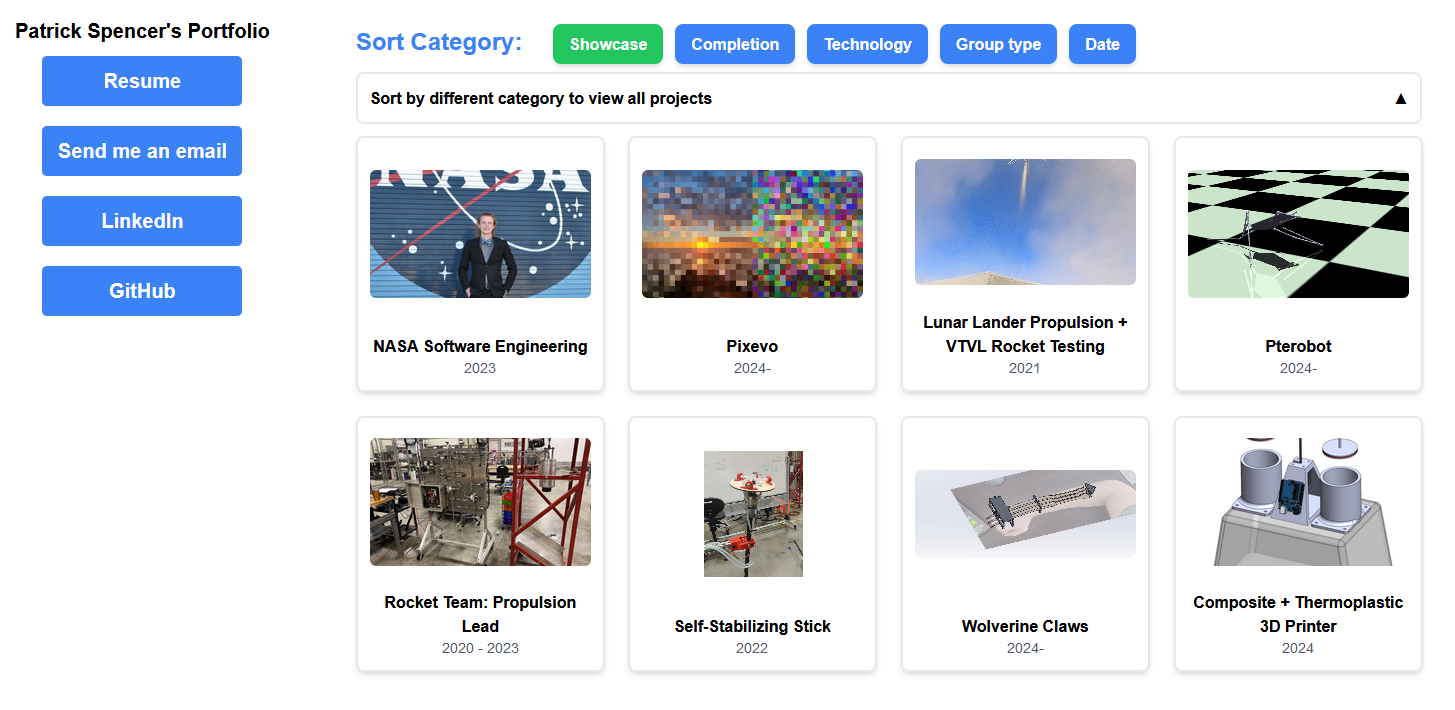 Patrick Spencer's Portfolio
Resume
Send me an email
LinkedIn
GitHub
Sort Category:
Showcase
Completion
Technology
Group type
Date
Sort by different category to view all projects
▲
NASA
NASA Software Engineering
2023
Pixevo
2024-
Lunar Lander Propulsion +
VTVL Rocket Testing
2021
Pterobot
2024-
Rocket Team: Propulsion
Lead
2020 - 2023
Self-Stabilizing Stick
2022
Wolverine Claws
2024-
Composite + Thermoplastic
3D Printer
2024